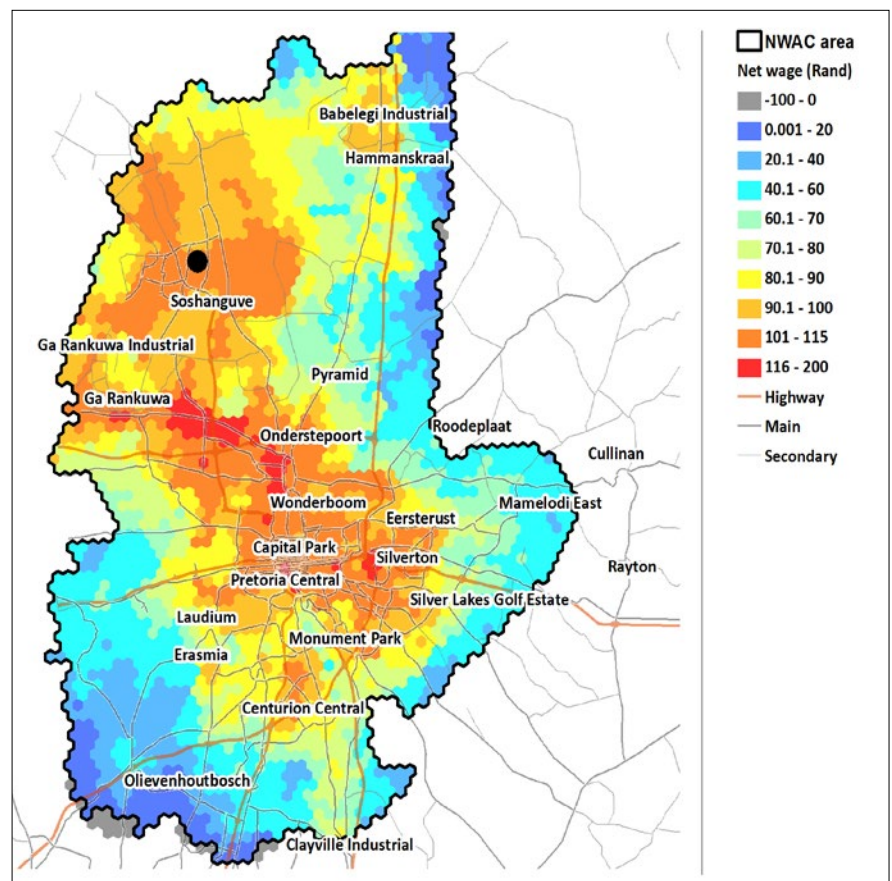 NWAC area
Net wage (Rand)
-100 - 0
0.001 - 20
20.1 - 40
40.1 - 60
60.1 - 70
70.1 - 80
80.1 - 90
90.1 - 100
101 - 115
116 - 200
Highway
Main
Secondary
Babelegi Industrial
Hammanskraal
Soshanguve
Ga Rankuwa Industrial
Pyramid
Ga Rankuwa
Onderstepoort
Roodeplaat
Cullinan
Wonderboom
Mamelodi East
Eersterust
Capital Park
Silverton
Rayton
Pretoria Central
Silver Lakes Golf Estate
Laudium
Monument Park
Erasmia
Centurion Central
Olievenhoutbosch
Clayville Industrial